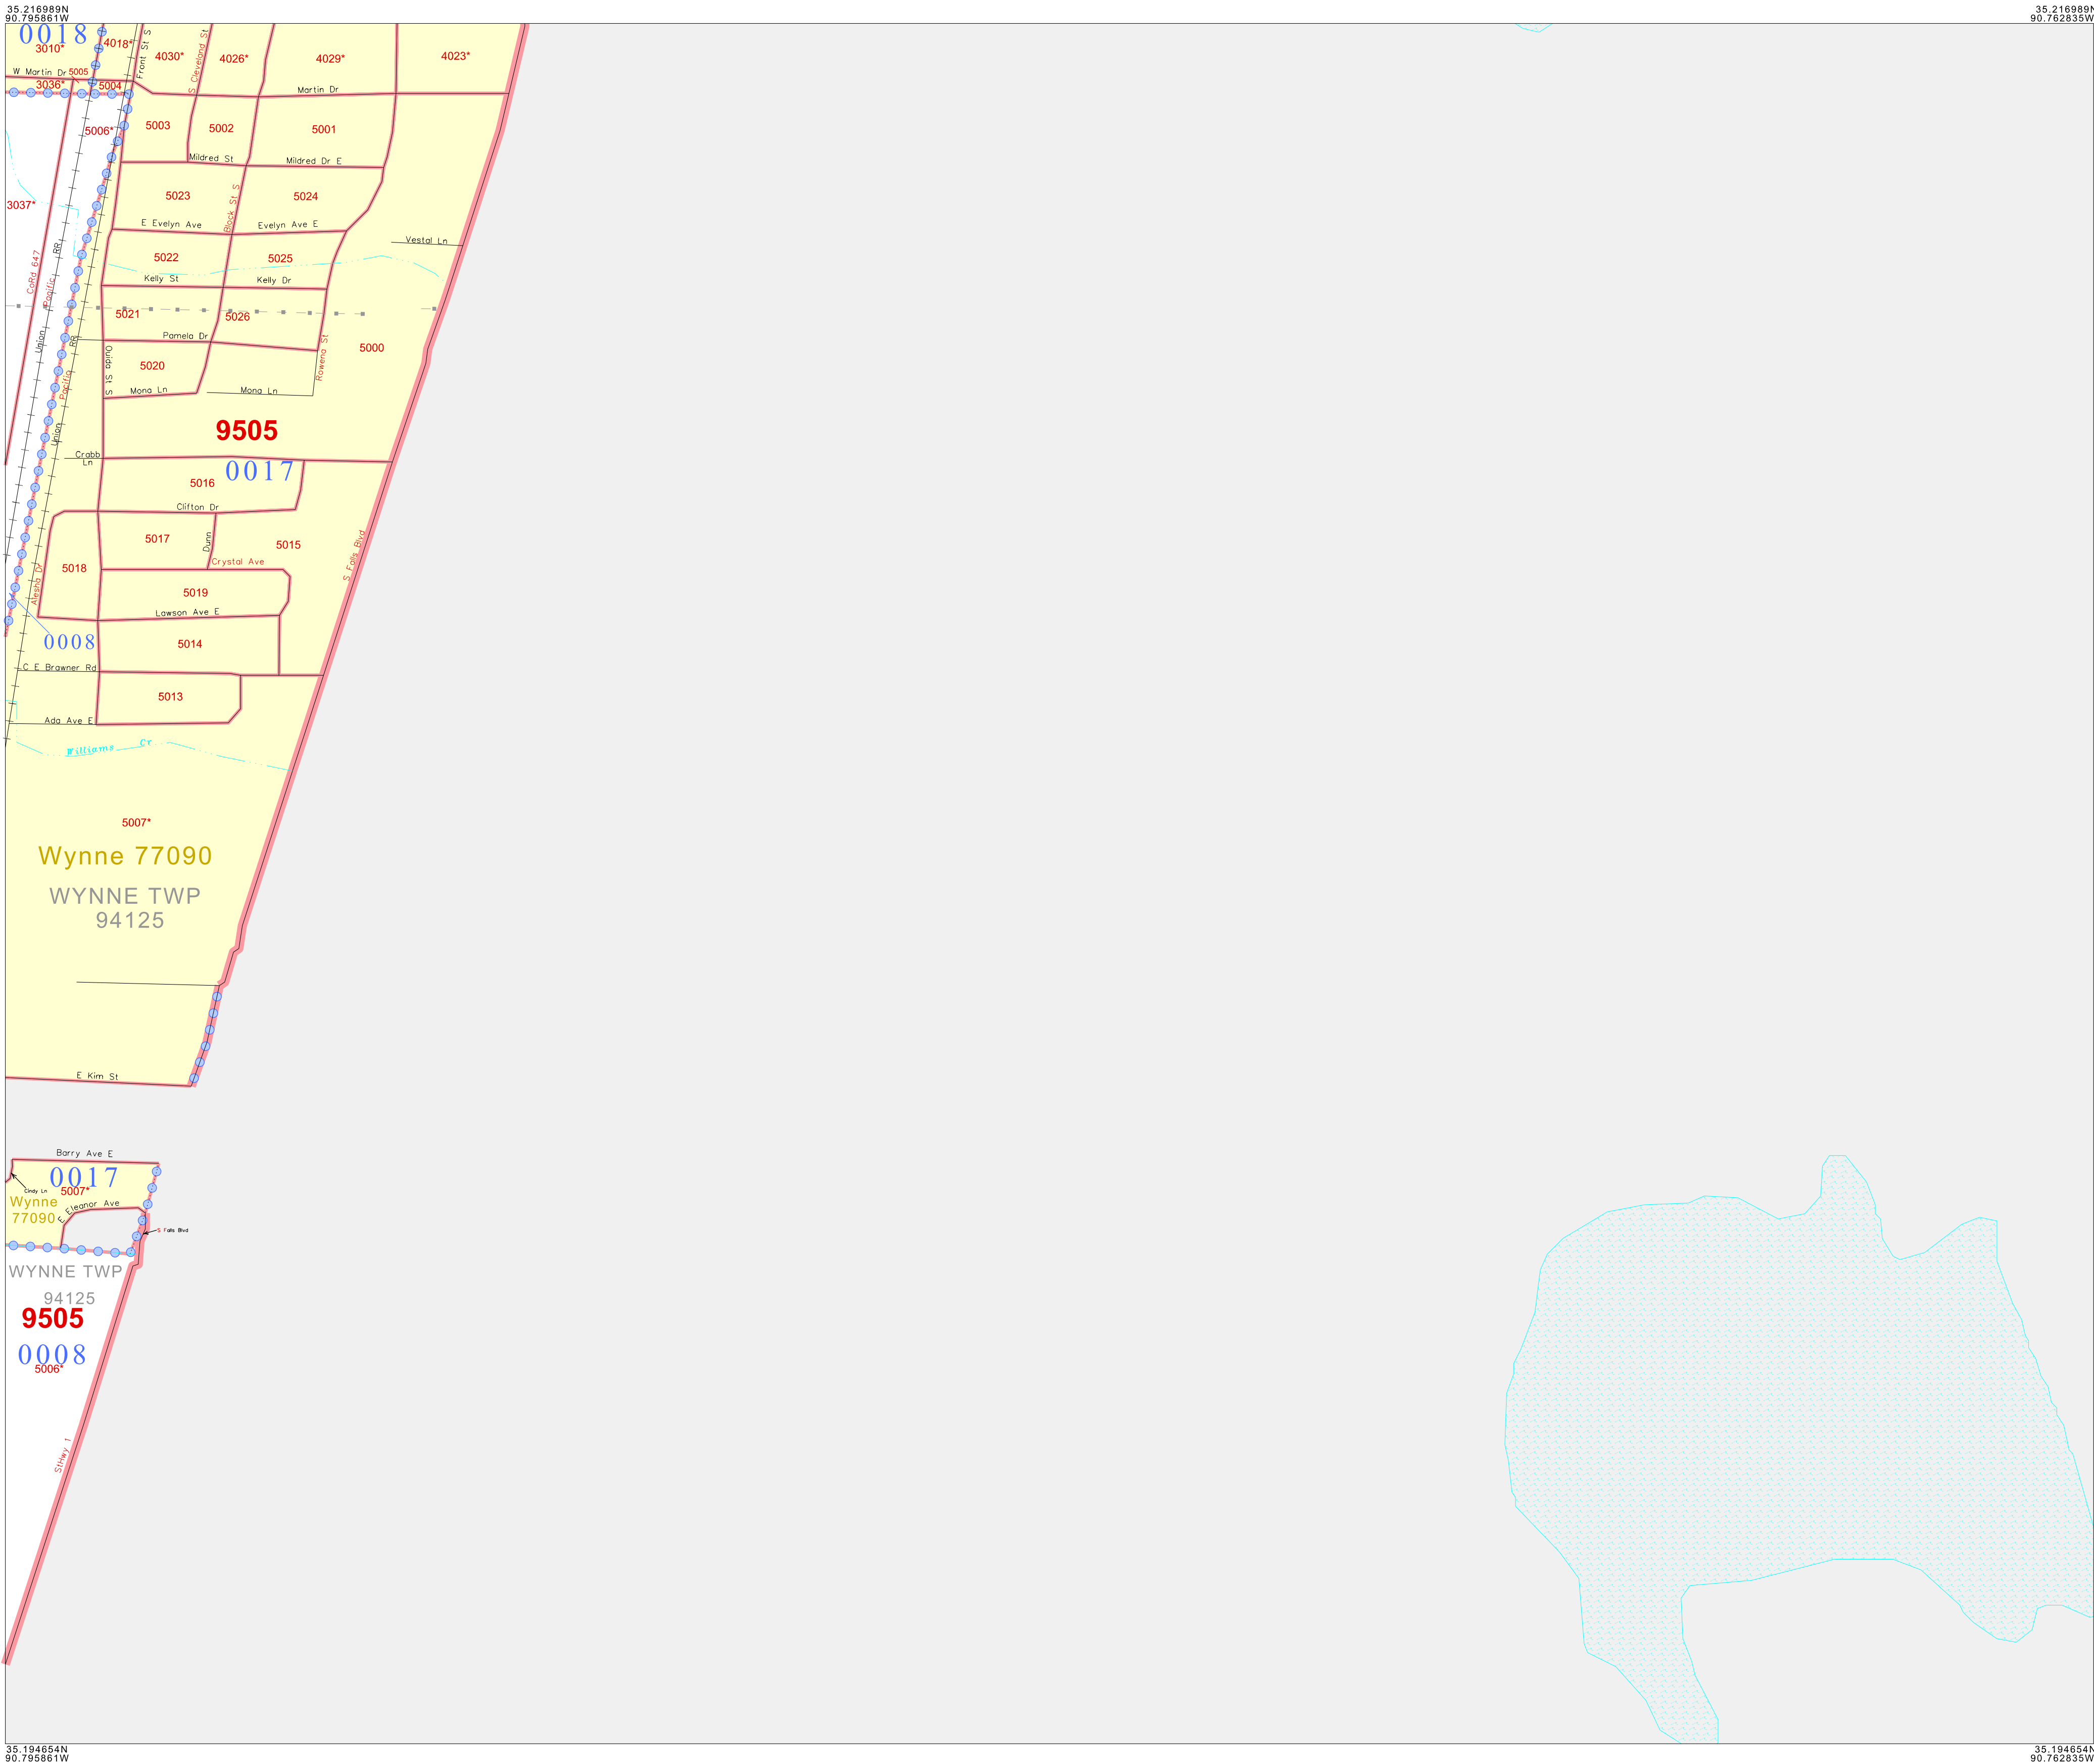 35.216989N
90.795861W
35.216989N
90.762835W
0018
3010*
4018*
Front St S
4030*
S Cleveland St
4026*
4029*
4023*
W Martin Dr
5005
3036*
5004
Martin Dr
5006*
5003
5002
5001
Mildred St
Mildred Dr E
3037*
5023
Block St S
5024
E Evelyn Ave
Evelyn Ave E
Vestal Ln
RR
CoRd 647
5022
5025
Kelly St
Kelly Dr
Pacific
5021
5026
Union
RR
Pamela Dr
Rowena St
5000
Ouida St S
5020
Pacific
Mona Ln
Mona Ln
9505
Union
Crabb
Ln
0017
5016
Clifton Dr
5017
Dunn
5015
S Falls Blvd
Crystal Ave
5018
Alesha Dr
5019
Lawson Ave E
0008
5014
C E Brawner Rd
5013
Ada Ave E
Williams Cr
5007*
Wynne 77090
WYNNE TWP
94125
E Kim St
Barry Ave E
0017
Cindy Ln
5007*
Wynne
77090
E Eleanor Ave
S Falls Blvd
WYNNE TWP
94125
9505
0008
5006*
StHwy 1
35.194654N
90.795861W
35.194654N
90.762835W